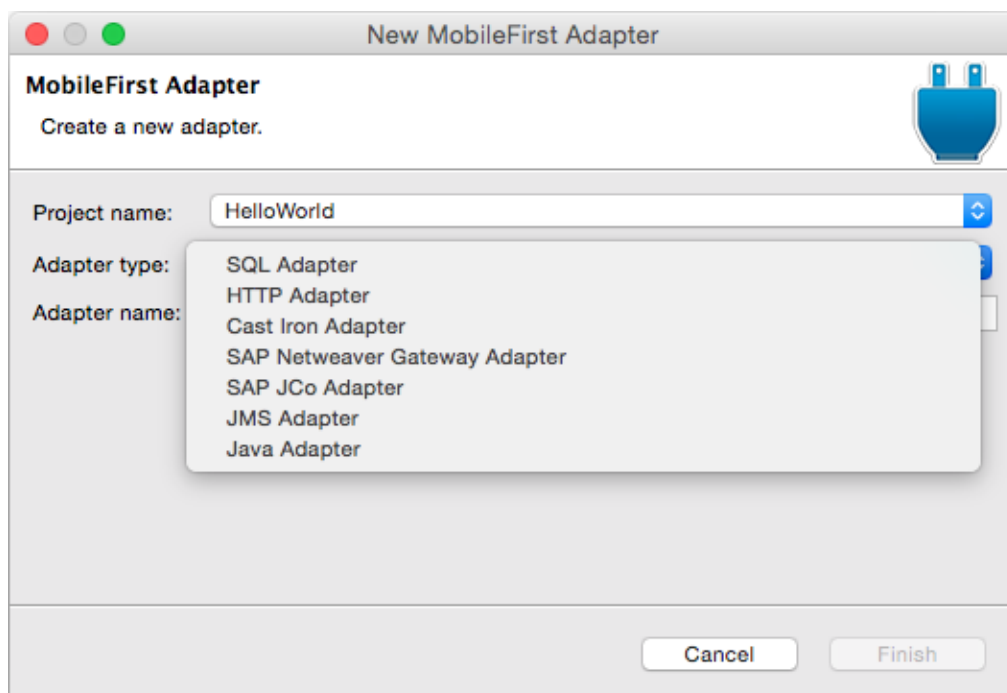 New MobileFirst Adapter
MobileFirst Adapter
Create a new adapter.
Project name: HelloWorld
Adapter type:
SQL Adapter
HTTP Adapter
Adapter name:
Cast Iron Adapter
SAP Netweaver Gateway Adapter
SAP JCo Adapter
JMS Adapter
Java Adapter
Cancel Finish